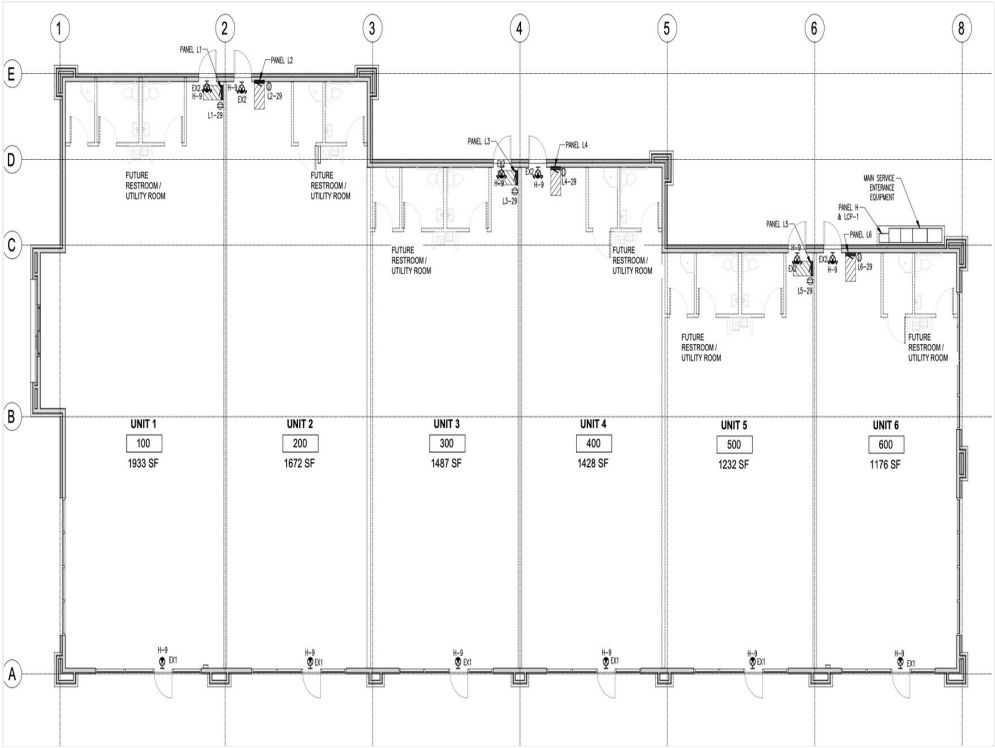 1 2 3 4 5 6 8
PANEL L1
PANEL L2
E
EX2
H-9
H-9
EX2
L2-29
L1-29
PANEL L3
PANEL L4
D
FUTURE
RESTROOM /
UTILITY ROOM
FUTURE
RESTROOM /
UTILITY ROOM
H-9
EX2
H-9
L4-29
L3-29
MAIN SERVICE
ENTERANCE
EQUIPMENT
PANEL H
& LCP-1
PANEL L5
PANEL L6
C
FUTURE
RESTROOM /
UTILITY ROOM
FUTURE
RESTROOM /
UTILITY ROOM
H-9
EX2
EX2
H-9
L6-29
L5-29
FUTURE
RESTROOM /
UTILITY ROOM
FUTURE
RESTROOM /
UTILITY ROOM
B
UNIT 1
100
1933 SF
UNIT 2
200
1672 SF
UNIT 3
300
1487 SF
UNIT 4
400
1428 SF
UNIT 5
500
1232 SF
UNIT 6
600
1176 SF
H-9
EX1
H-9
EX1
H-9
EX1
H-9
EX1
H-9
EX1
H-9
EX1
A